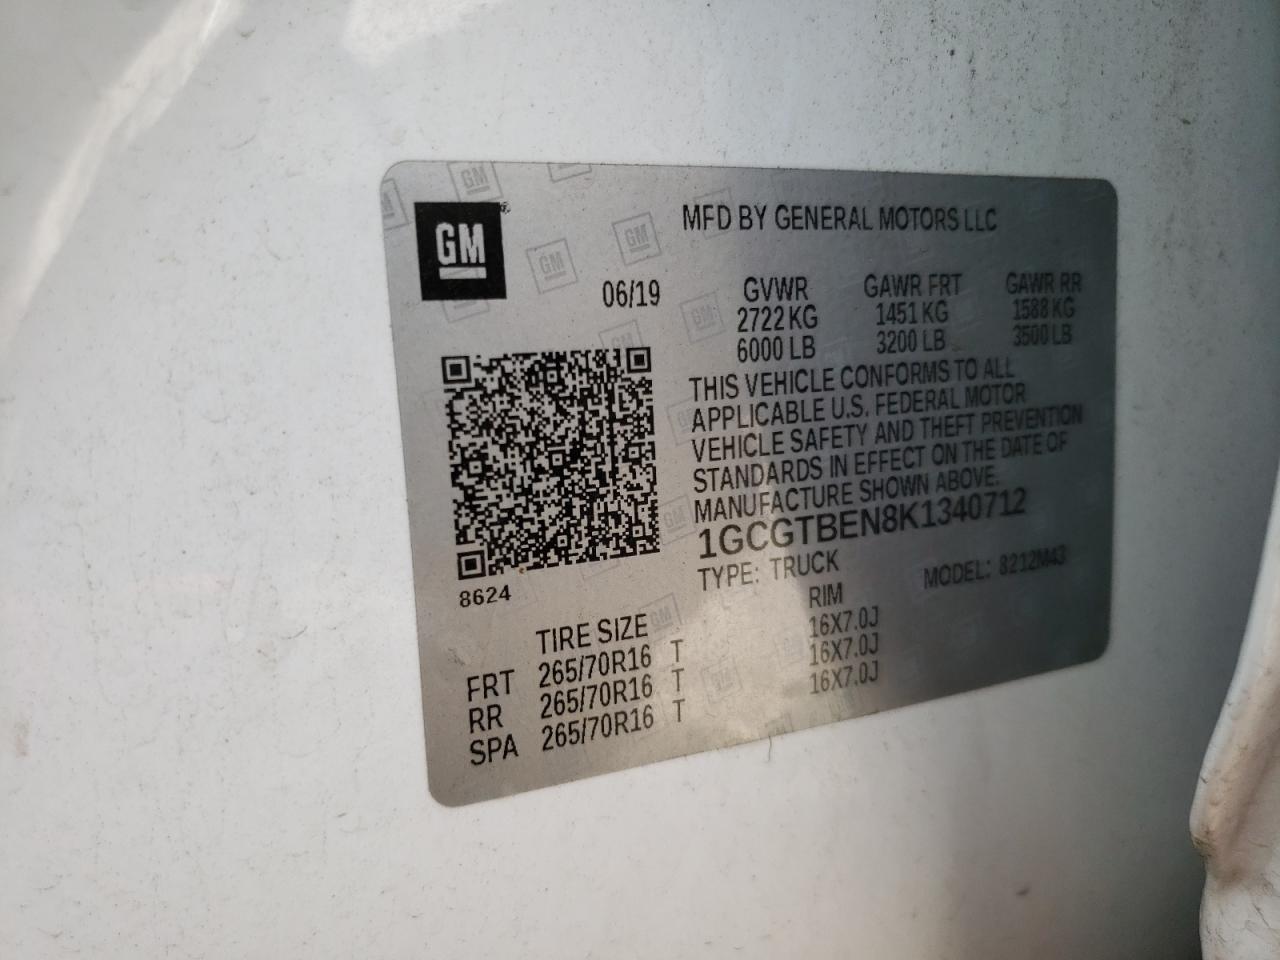 GM
MFD BY GENERAL MOTORS LLC
06/19
GVWR GAWR FRT GAWR RR
2722 KG 1451 KG 1588 KG
6000 LB 3200 LB 3500 LB
THIS VEHICLE CONFORMS TO ALL
APPLICABLE U.S. FEDERAL MOTOR
VEHICLE SAFETY AND THEFT PREVENTION
STANDARDS IN EFFECT ON THE DATE OF
MANUFACTURE SHOWN ABOVE.
1GCGTBEN8K1340712
TYPE: TRUCK MODEL: 8212M43
8624
TIRE SIZE RIM
FRT 265/70R16 T 16X7.0J
RR 265/70R16 T 16X7.0J
SPA 265/70R16 T 16X7.0J